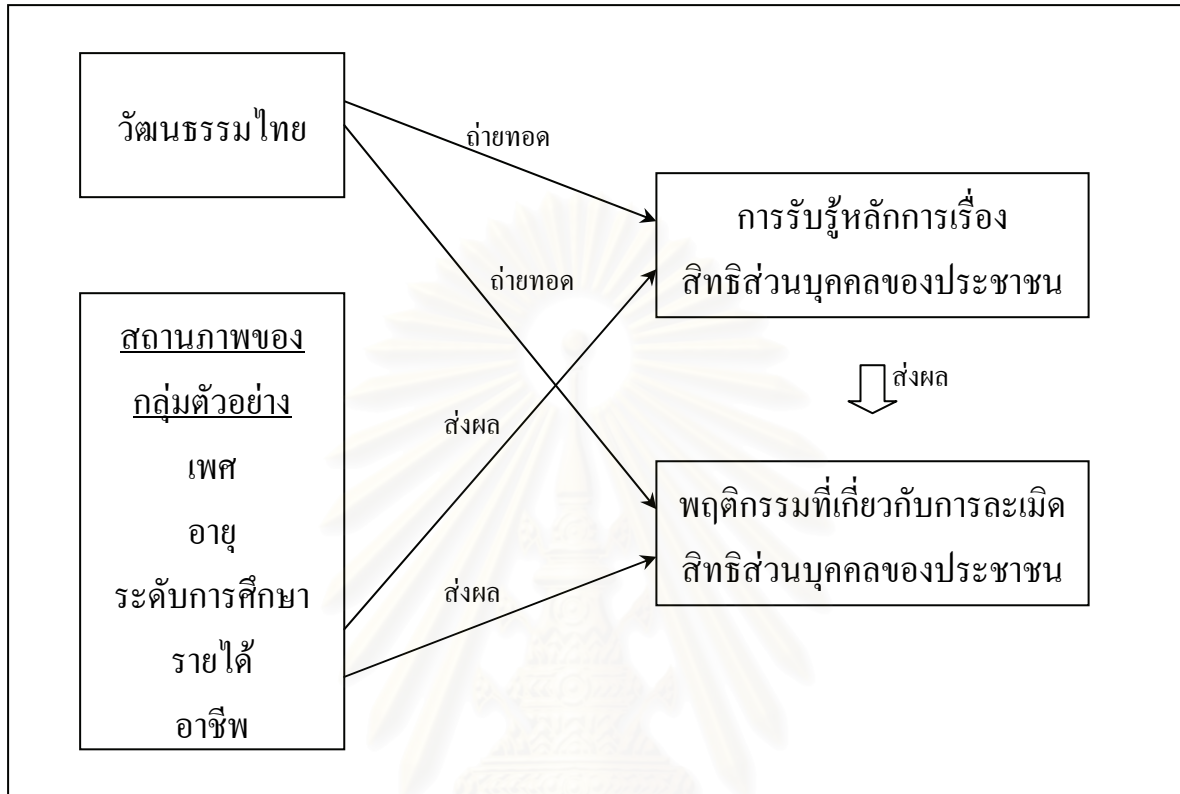 วัฒนธรรมไทย
ถ่ายทอด
การรับรู้หลักการเรื่อง
สิทธิส่วนบุคคลของประชาชน
ถ่ายทอด
สถานภาพของ
กลุ่มตัวอย่าง
เพศ
อายุ
ระดับการศึกษา
รายได้
อาชีพ
ส่งผล
ส่งผล
ส่งผล
พฤติกรรมที่เกี่ยวกับการละเมิด
สิทธิส่วนบุคคลของประชาชน